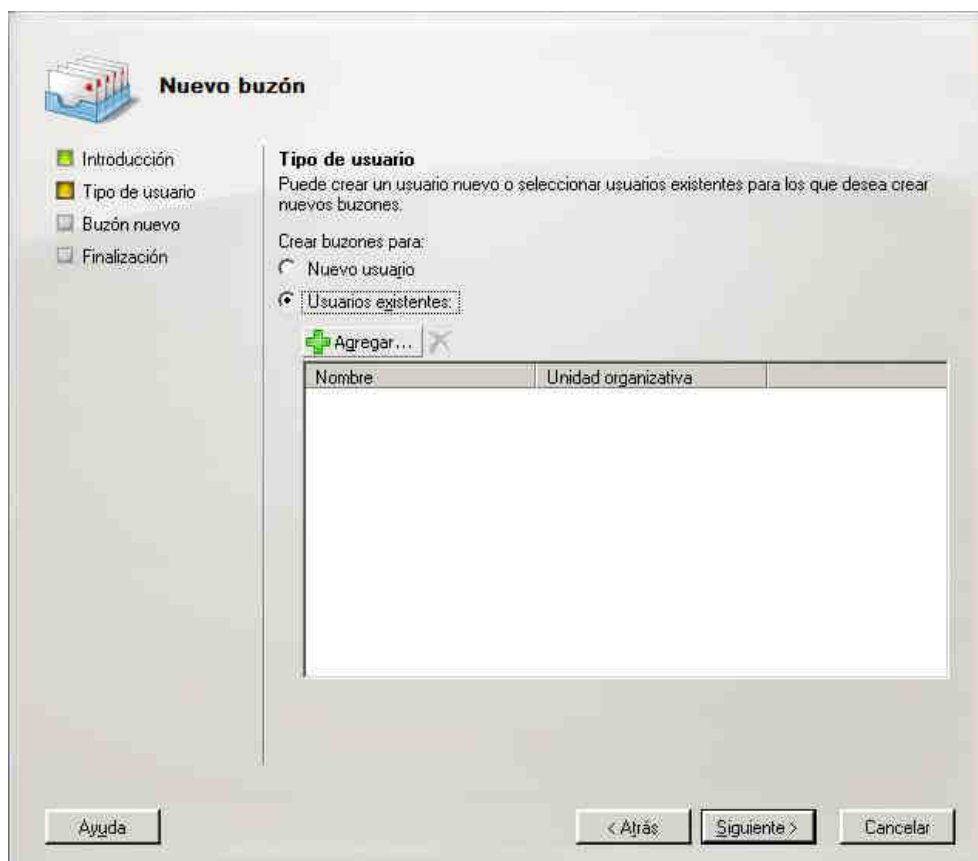 Nuevo buzón
Introducción
Tipo de usuario
Buzón nuevo
Finalización
Tipo de usuario
Puede crear un usuario nuevo o seleccionar usuarios existentes para los que desea crear
nuevos buzones.
Crear buzones para:
Nuevo usuario
Usuarios existentes:
Agregar...
Nombre Unidad organizativa
Ayuda < Atrás Siguiente > Cancelar